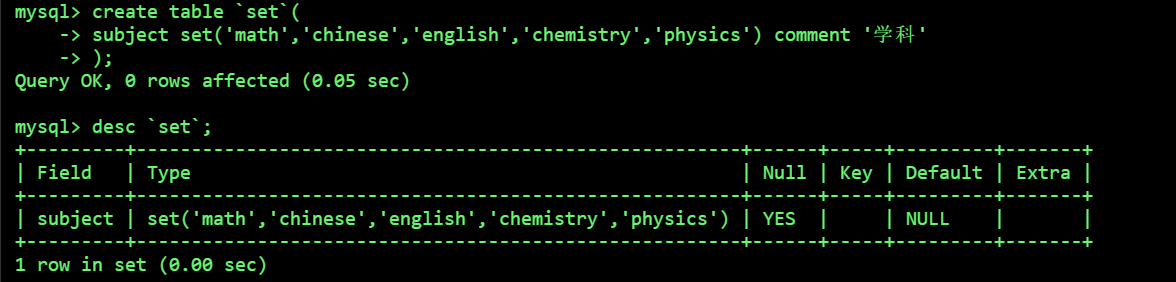 mysql> create table `set`(
    -> subject set('math','chinese','english','chemistry','physics') comment '学科'
    -> );
Query OK, 0 rows affected (0.05 sec)

mysql> desc `set`;
+---------+---------------------------------------------------------+------+-----+---------+-------+
| Field   | Type                                                    | Null | Key | Default | Extra |
+---------+---------------------------------------------------------+------+-----+---------+-------+
| subject | set('math','chinese','english','chemistry','physics') | YES  |     | NULL    |       |
+---------+---------------------------------------------------------+------+-----+---------+-------+
1 row in set (0.00 sec)